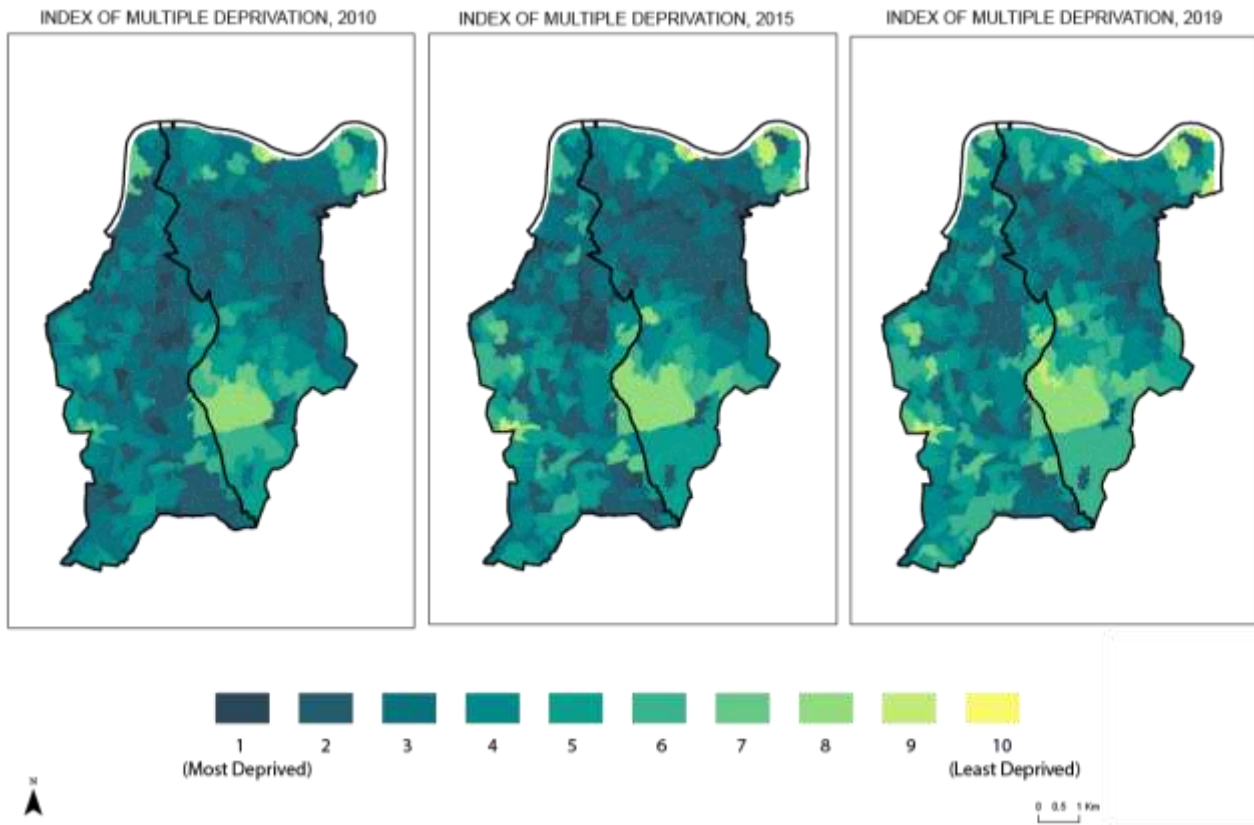 INDEX OF MULTIPLE DEPRIVATION, 2010
INDEX OF MULTIPLE DEPRIVATION, 2015
INDEX OF MULTIPLE DEPRIVATION, 2019
1 2 3 4 5 6 7 8 9 10
(Most Deprived) (Least Deprived)
N
0 0.5 1 Km